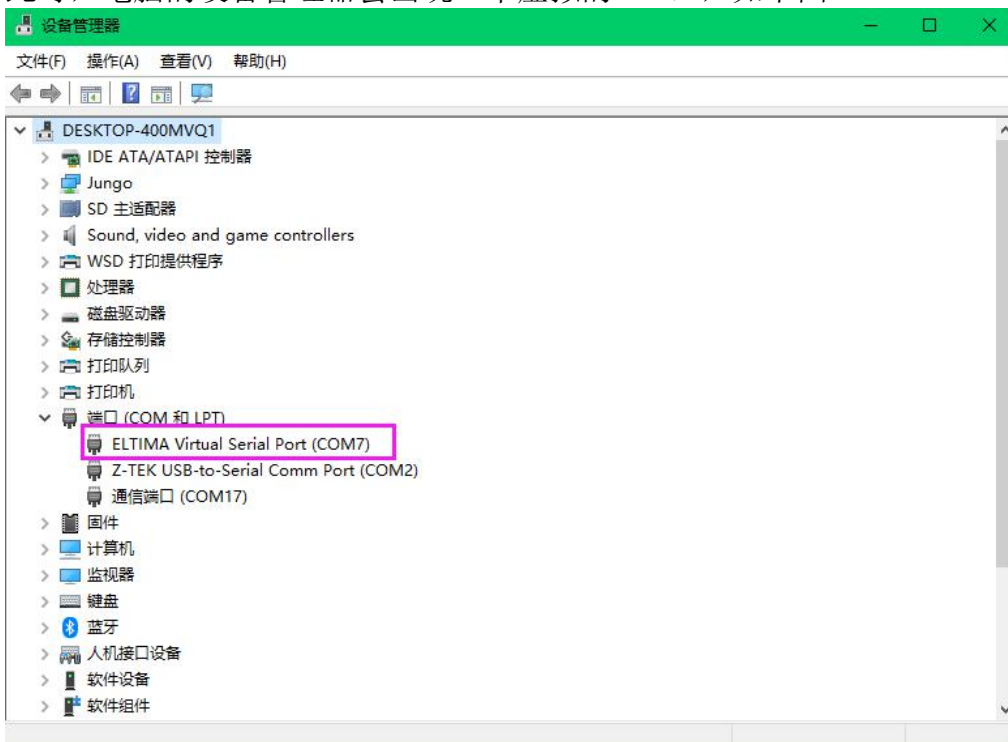 设备管理器
文件(F) 操作(A) 查看(V) 帮助(H)
DESKTOP-400MVQ1
IDE ATA/ATAPI 控制器
Jungo
SD 主适配器
Sound, video and game controllers
WSD 打印提供程序
处理器
磁盘驱动器
存储控制器
打印队列
打印机
端口 (COM 和 LPT)
ELTIMA Virtual Serial Port (COM7)
Z-TEK USB-to-Serial Comm Port (COM2)
通信端口 (COM17)
固件
计算机
监视器
键盘
蓝牙
人机接口设备
软件设备
软件组件